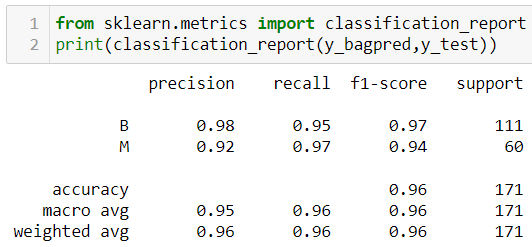 1 from sklearn.metrics import classification_report
2 print(classification_report(y_bagpred,y_test))
precision recall f1-score support
B 0.98 0.95 0.97 111
M 0.92 0.97 0.94 60
accuracy 0.96 171
macro avg 0.95 0.96 0.96 171
weighted avg 0.96 0.96 0.96 171